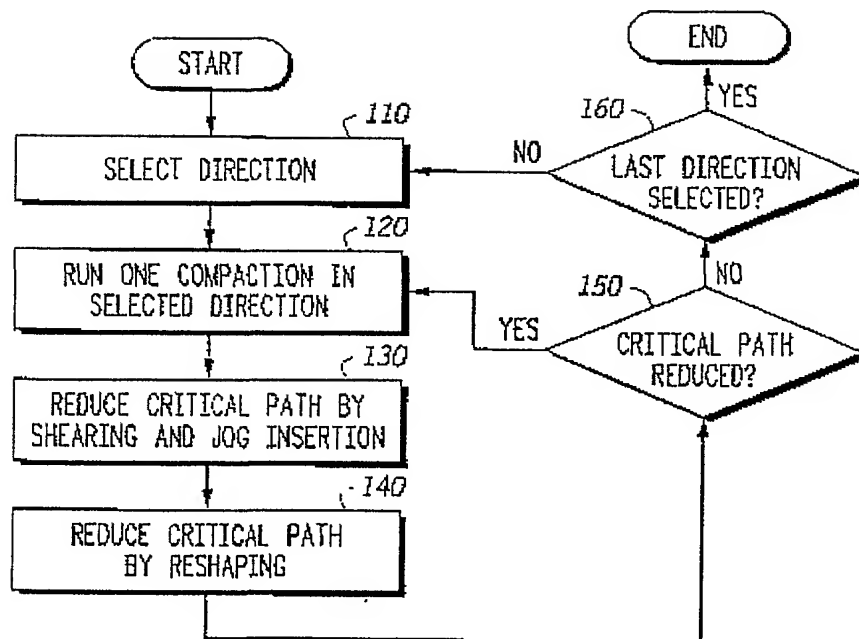 START
110
SELECT DIRECTION
120
RUN ONE COMPACTION IN
SELECTED DIRECTION
130
REDUCE CRITICAL PATH BY
SHEARING AND JOG INSERTION
140
REDUCE CRITICAL PATH
BY RESHAPING
150
CRITICAL PATH
REDUCED?
YES
NO
160
LAST DIRECTION
SELECTED?
NO
YES
END